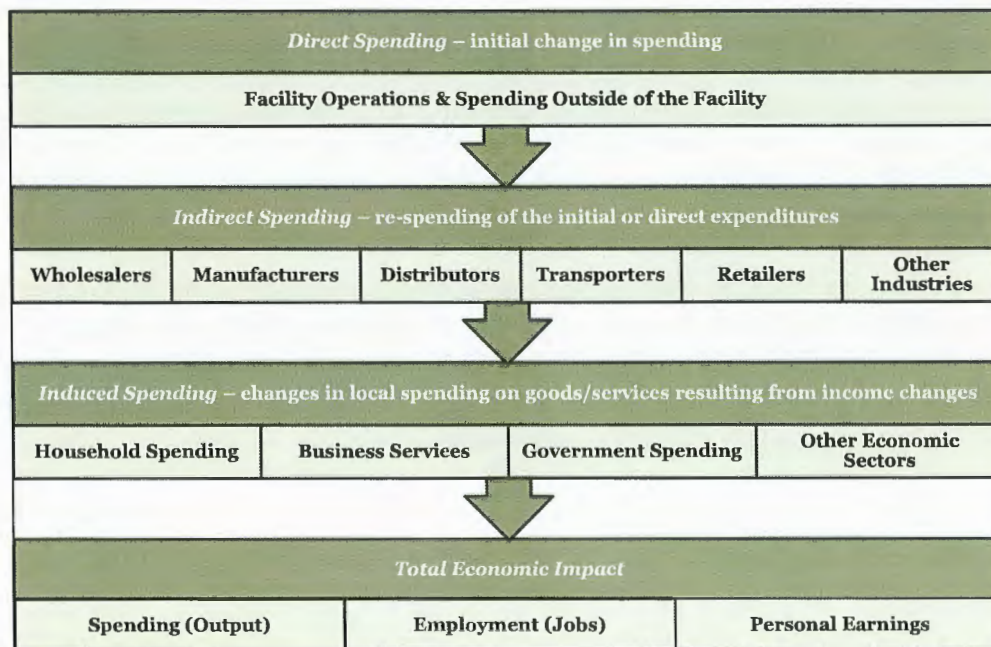 Direct Spending – initial change in spending
Facility Operations & Spending Outside of the Facility
Indirect Spending – re-spending of the initial or direct expenditures
Wholesalers Manufacturers Distributors Transporters Retailers Other
Industries
Induced Spending – changes in local spending on goods/services resulting from income changes
Household Spending Business Services Government Spending Other Economic
Sectors
Total Economic Impact
Spending (Output) Employment (Jobs) Personal Earnings